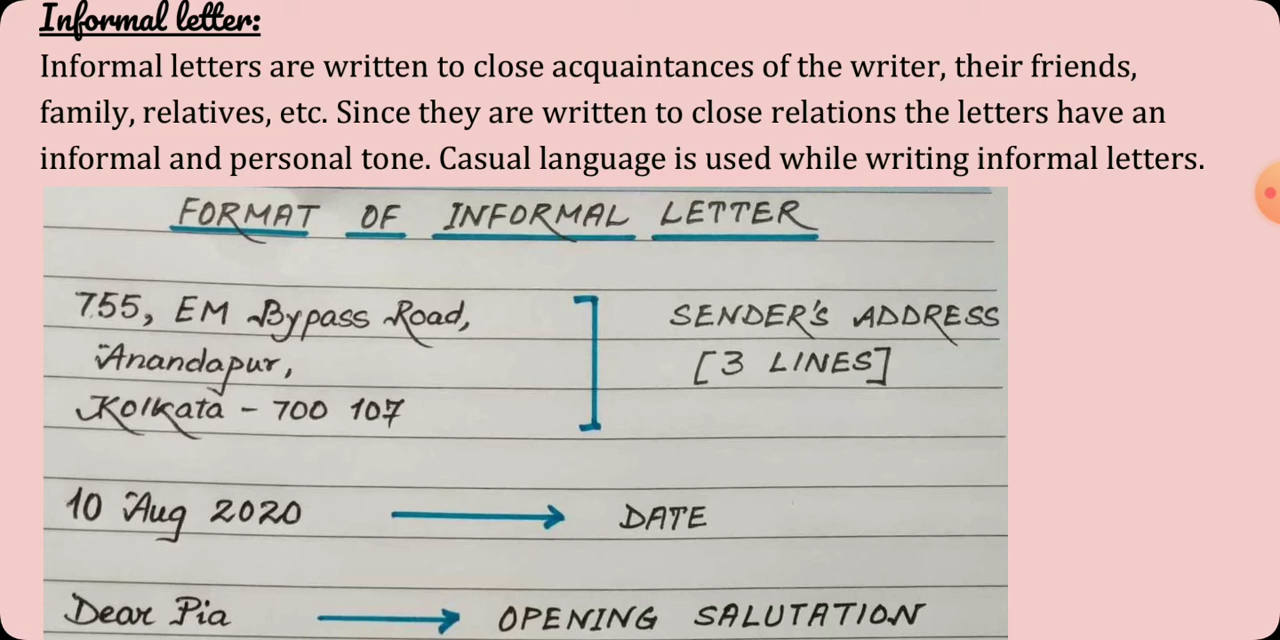 Informal letter:
Informal letters are written to close acquaintances of the writer, their friends,
family, relatives, etc. Since they are written to close relations the letters have an
informal and personal tone. Casual language is used while writing informal letters.
FORMAT OF INFORMAL LETTER
755, EM Bypass Road, SENDER'S ADDRESS
Anandapur, [3 LINES]
Kolkata - 700 107
10 Aug 2020 DATE
Dear Pia OPENING SALUTATION